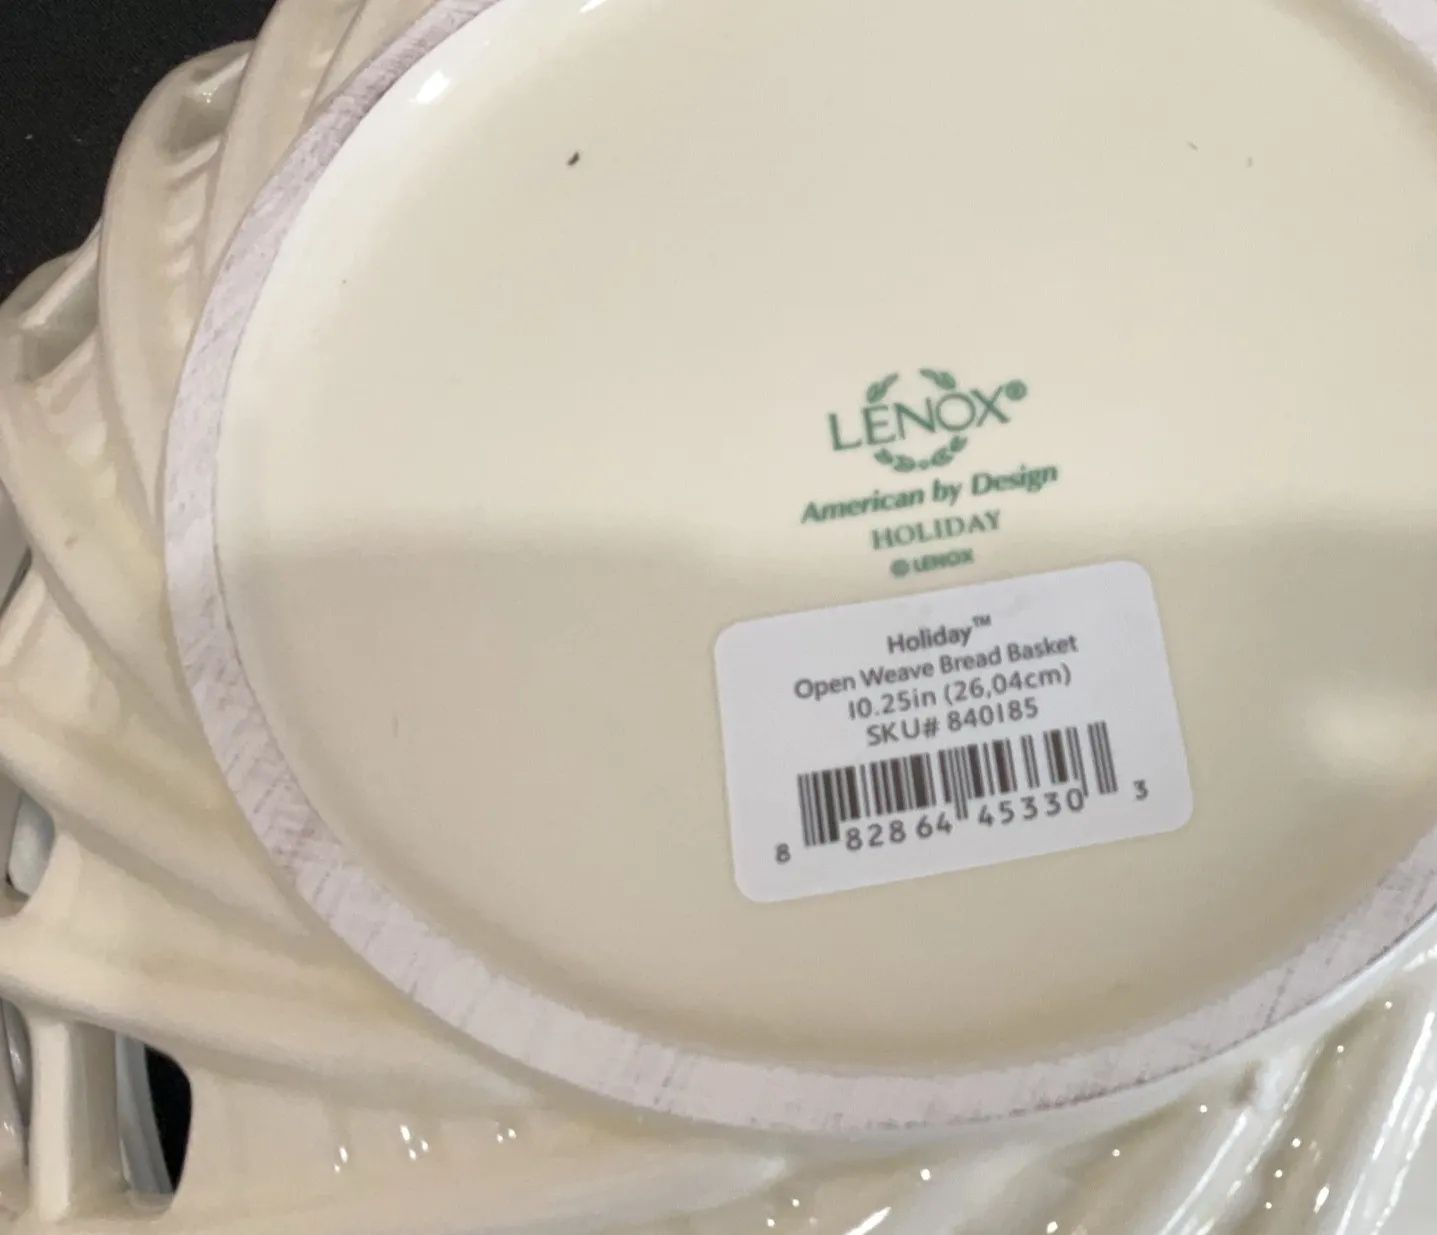 LENOX®
American by Design
HOLIDAY
© LENOX
Holiday™
Open Weave Bread Basket
10.25in (26,04cm)
SKU# 840185
8 82864 45330 3